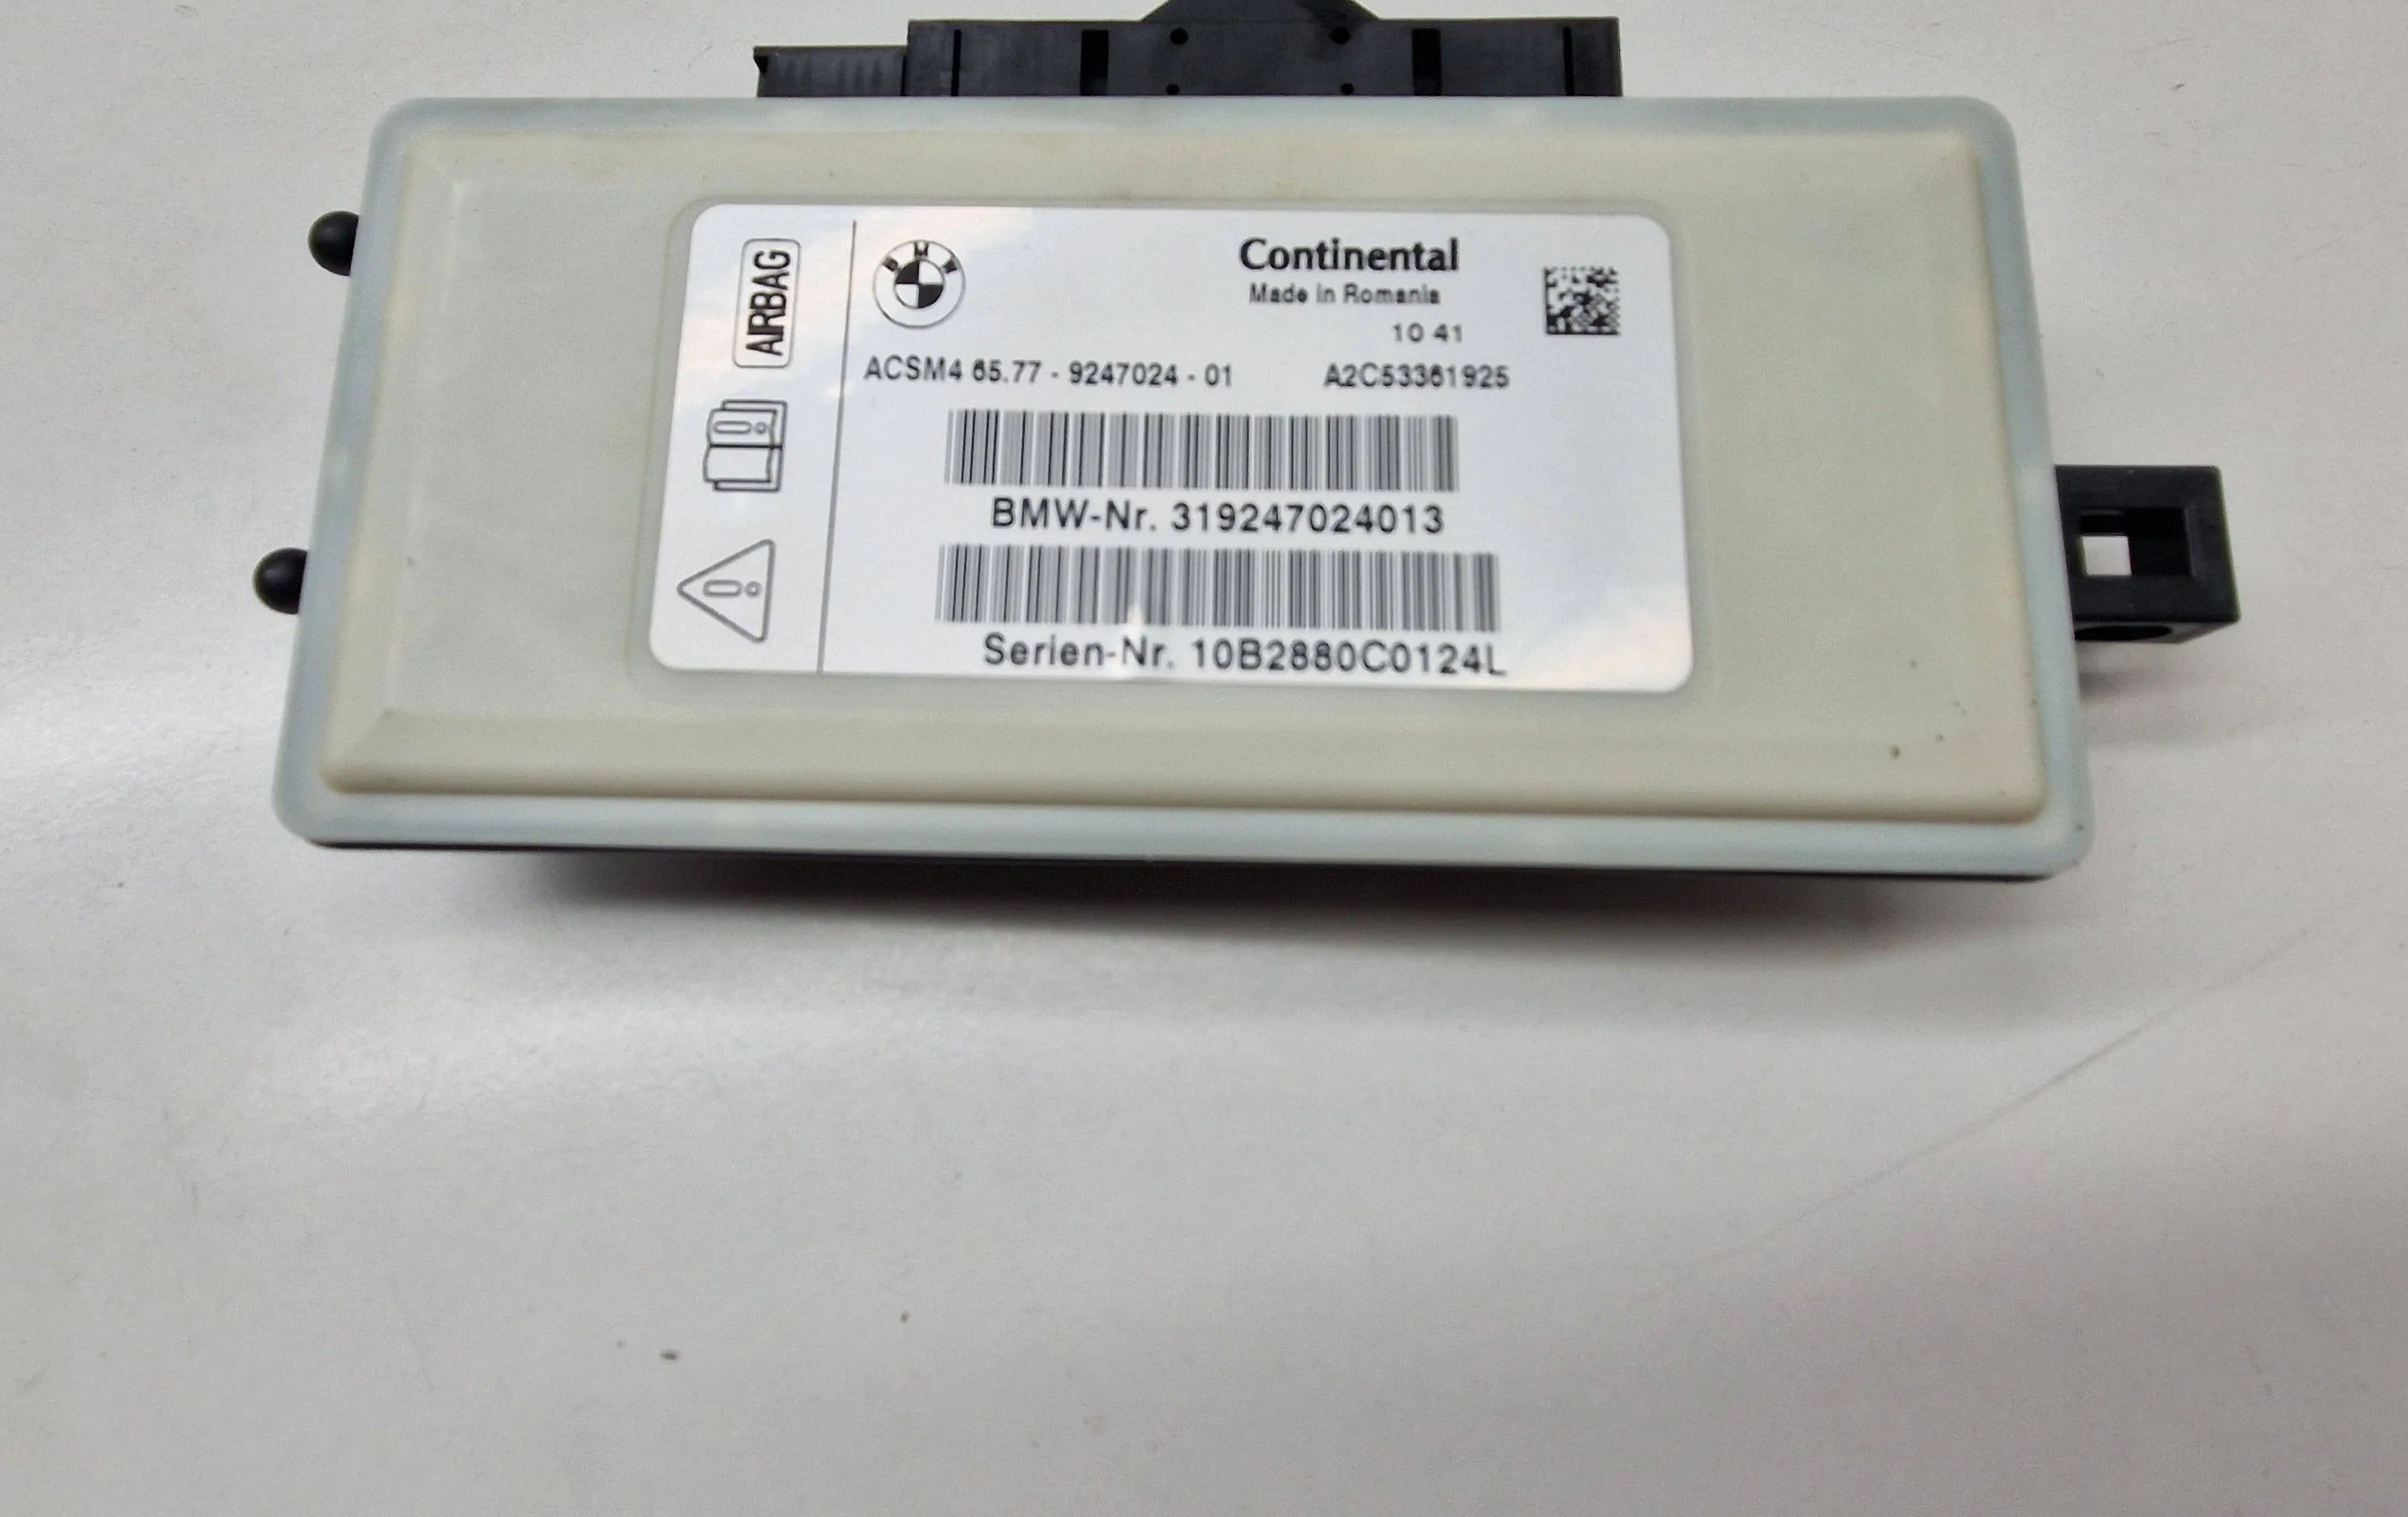 AIRBAG
BMW
Continental
Made in Romania
10 41
ACSM4 65.77 - 9247024 - 01 A2C53361925
BMW-Nr. 319247024013
Serien-Nr. 10B2880C0124L